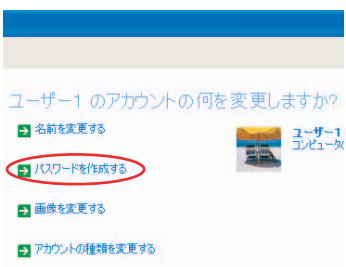 ユーザー1 のアカウントの何を変更しますか?
名前を変更する
ユーザー1
コンピュータの
パスワードを作成する
画像を変更する
アカウントの種類を変更する